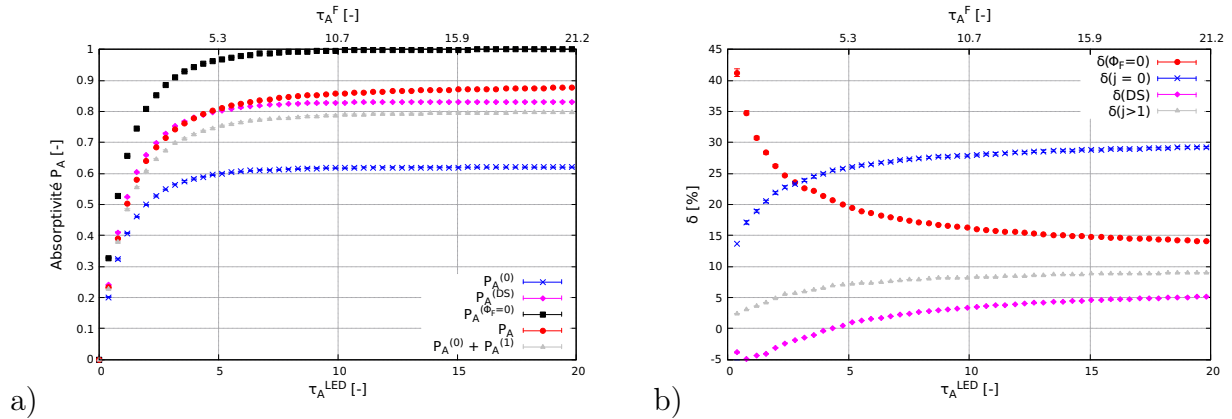 τ_A^F [-]
5.3 10.7 15.9 21.2
1
0.9
0.8
0.7
0.6
0.5
0.4
0.3
0.2
0.1
0
Absorptivité P_A [-]
P_A^(0)
P_A^(DS)
P_A^(Φ_F=0)
P_A
P_A^(0) + P_A^(1)
0 5 10 15 20
τ_A^LED [-]
a)
τ_A^F [-]
5.3 10.7 15.9 21.2
45
40
35
30
25
20
15
10
5
0
-5
δ [%]
δ(Φ_F=0)
δ(j = 0)
δ(DS)
δ(j>1)
0 5 10 15 20
τ_A^LED [-]
b)